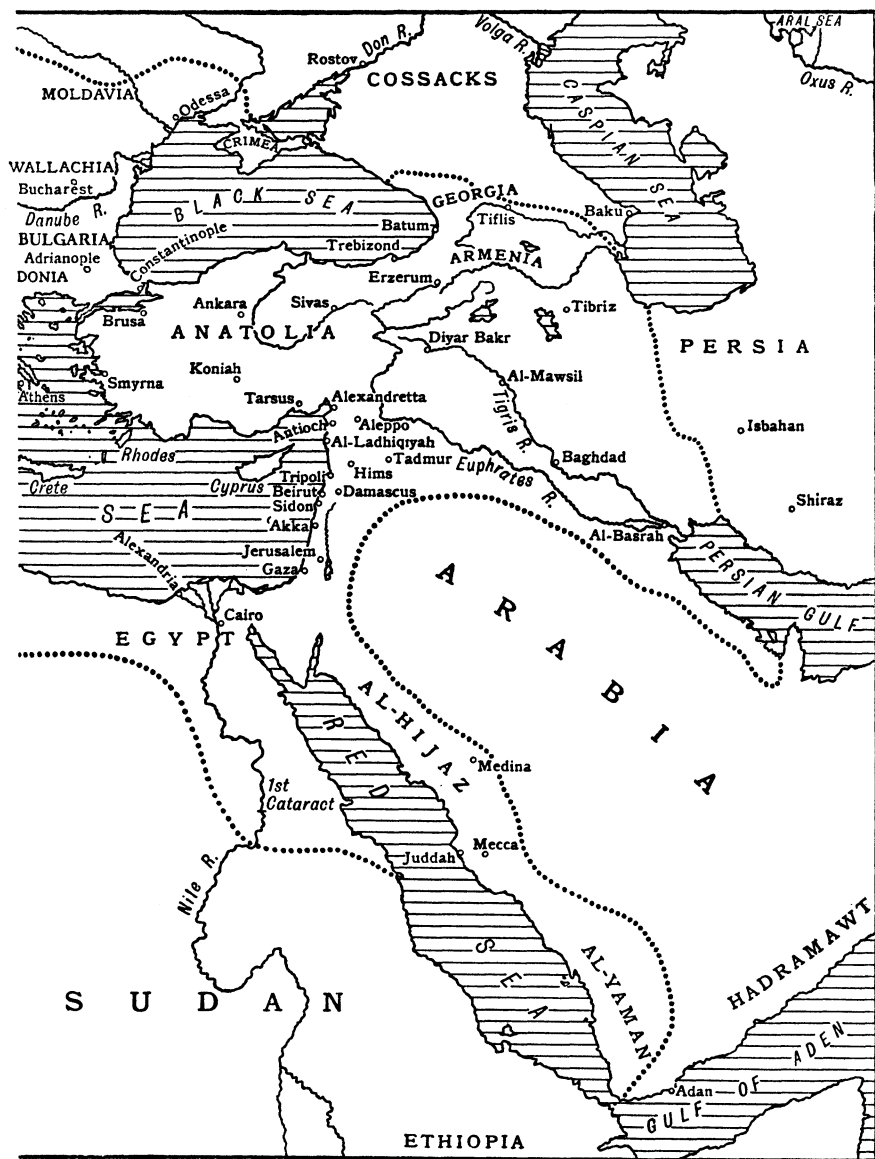 ARAL SEA
Volga R.
Don R.
Rostov
COSSACKS
Oxus R.
MOLDAVIA
Odessa
CASPIAN SEA
CRIMEA
WALLACHIA
Bucharest
GEORGIA
BLACK SEA
Tiflis
Baku
Danube R.
Batum
BULGARIA
Constantinople
Trebizond
Adrianople
ARMENIA
DONIA
Erzerum
Ankara
Sivas
Tibriz
Brusa
ANATOLIA
Diyar Bakr
PERSIA
Koniah
Al-Mawsil
Smyrna
Athens
Tarsus
Alexandretta
Tigris R.
Antioch
Aleppo
Isbahan
Al-Ladhiqiyah
Rhodes
Tadmur
Baghdad
Hims
Euphrates R.
Tripoli
Crete
Cyprus
Beirut
Damascus
Shiraz
Sidon
SEA
Akka
Al-Basrah
Alexandria
Jerusalem
Gaza
PERSIAN GULF
ARABIA
Cairo
EGYPT
AL-HIJAZ
RED SEA
Medina
1st
Cataract
Juddah
Mecca
Nile R.
AL-YAMAN
HADRAMAWT
SUDAN
Adan
GULF OF ADEN
ETHIOPIA